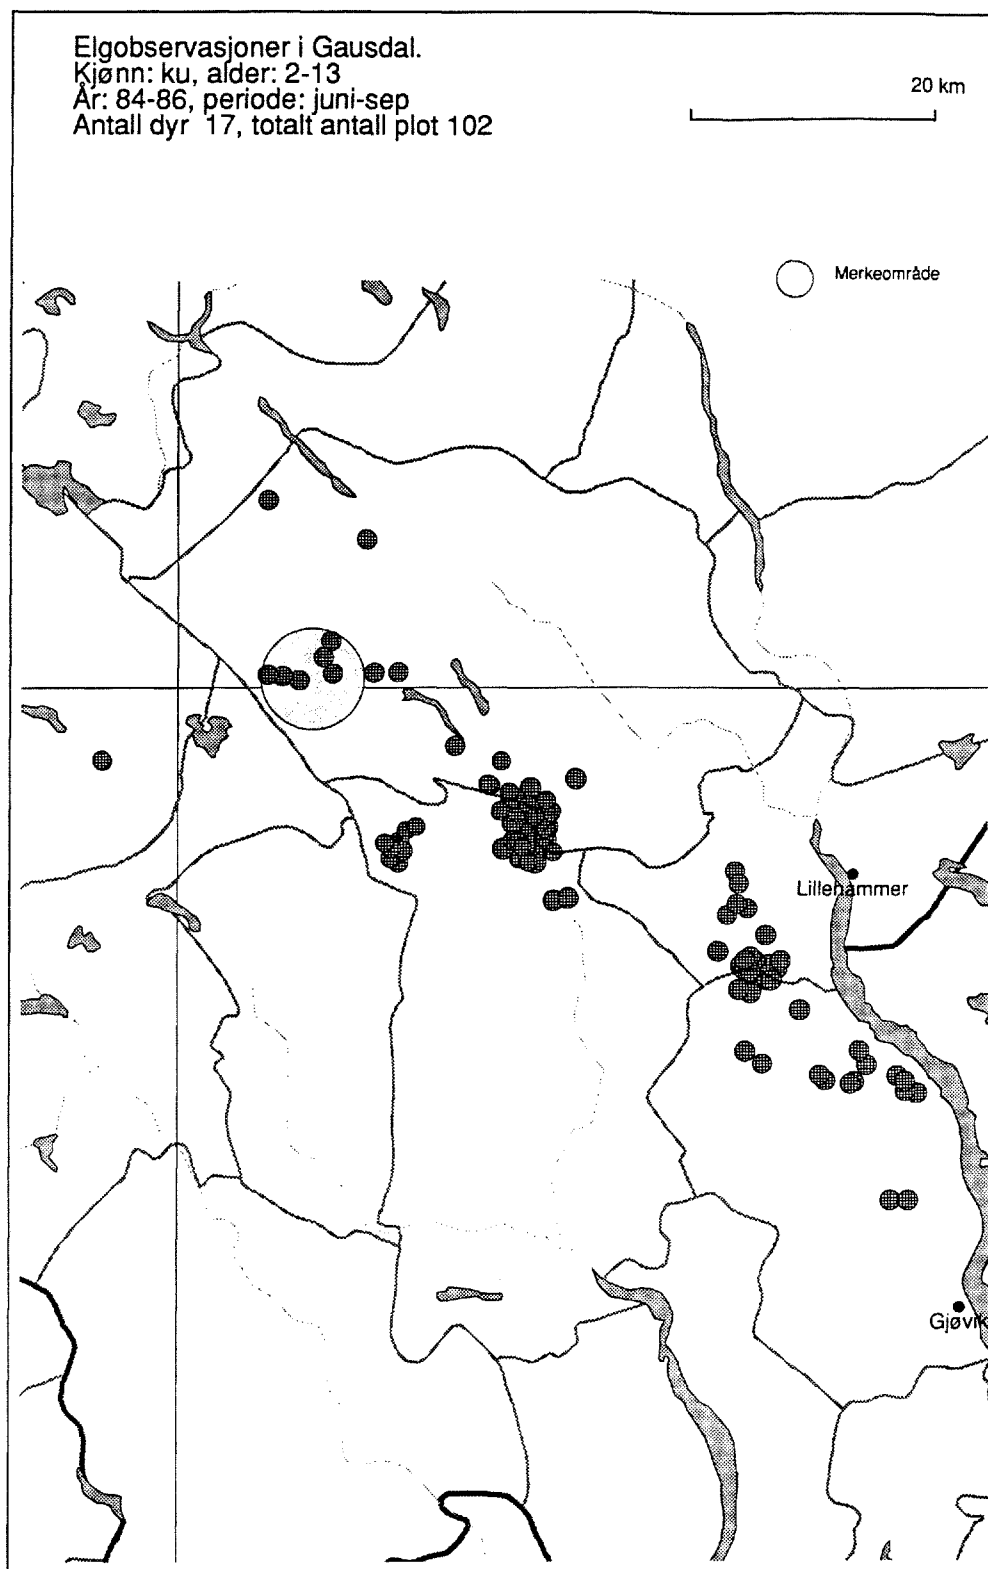 Elgobservasjoner i Gausdal.
Kjønn: ku, alder: 2-13
År: 84-86, periode: juni-sep
Antall dyr 17, totalt antall plot 102
20 km
Merkeområde
Lillehammer
Gjøvik